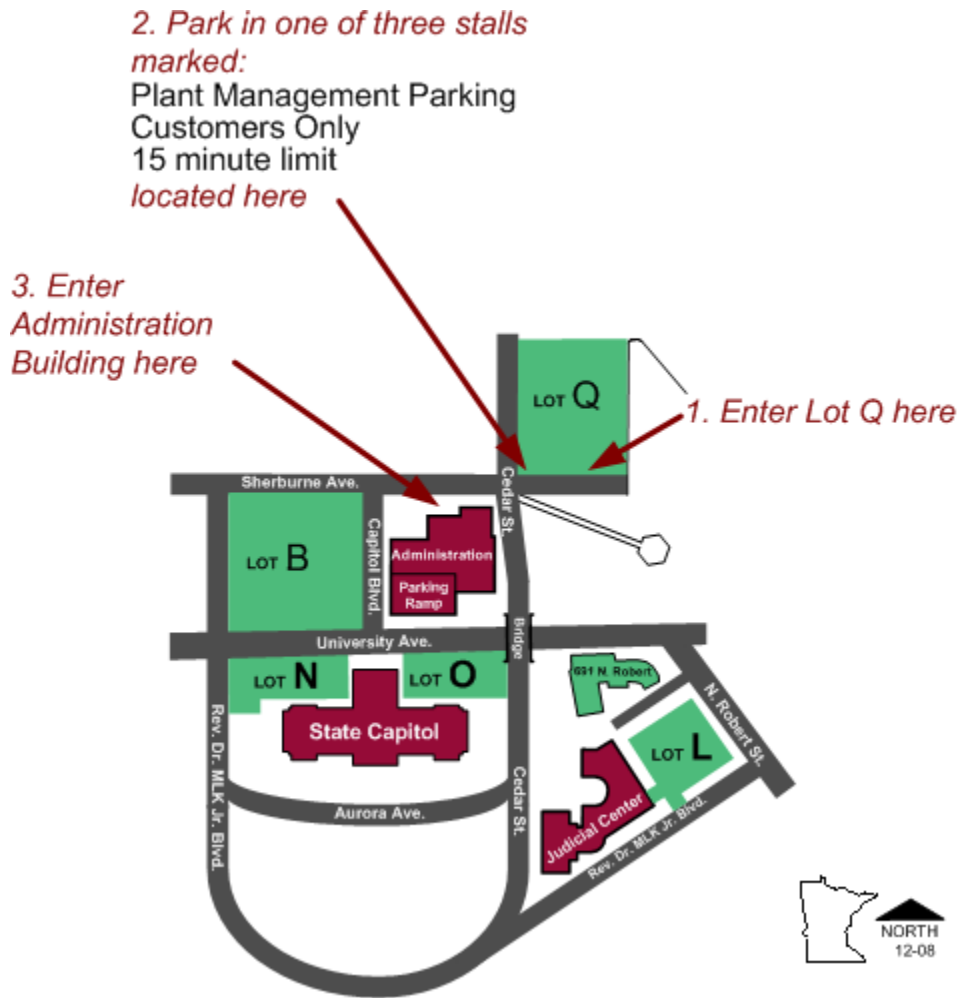 2. Park in one of three stalls
marked:
Plant Management Parking
Customers Only
15 minute limit
located here
3. Enter
Administration
Building here
LOT Q
1. Enter Lot Q here
Sherburne Ave.
Cedar St.
Capitol Blvd.
LOT B
Administration
Parking
Ramp
University Ave.
Bridge
LOT N
LOT O
691 N. Robert
N. Robert St.
State Capitol
LOT L
Rev. Dr. MLK Jr. Blvd.
Aurora Ave.
Cedar St.
Judicial Center
Rev. Dr. MLK Jr. Blvd.
NORTH
12-08